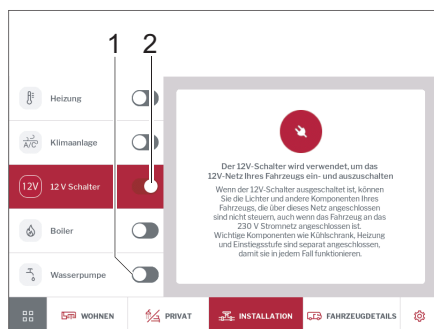 1 2
Heizung
A/C Klimaanlage
12V 12 V Schalter
Boiler
Wasserpumpe
Der 12V-Schalter wird verwendet, um das
12V-Netz Ihres Fahrzeugs ein- und auszuschalten
Wenn der 12V-Schalter ausgeschaltet ist, können
Sie die Lichter und andere Komponenten Ihres
Fahrzeugs, die über dieses Netz angeschlossen
sind nicht steuern, auch wenn das Fahrzeug an das
230 V Stromnetz angeschlossen ist.
Wichtige Komponenten wie Kühlschrank, Heizung
und Einstiegsstufe sind separat angeschlossen,
damit sie in jedem Fall funktionieren.
WOHNEN PRIVAT INSTALLATION FAHRZEUGDETAILS